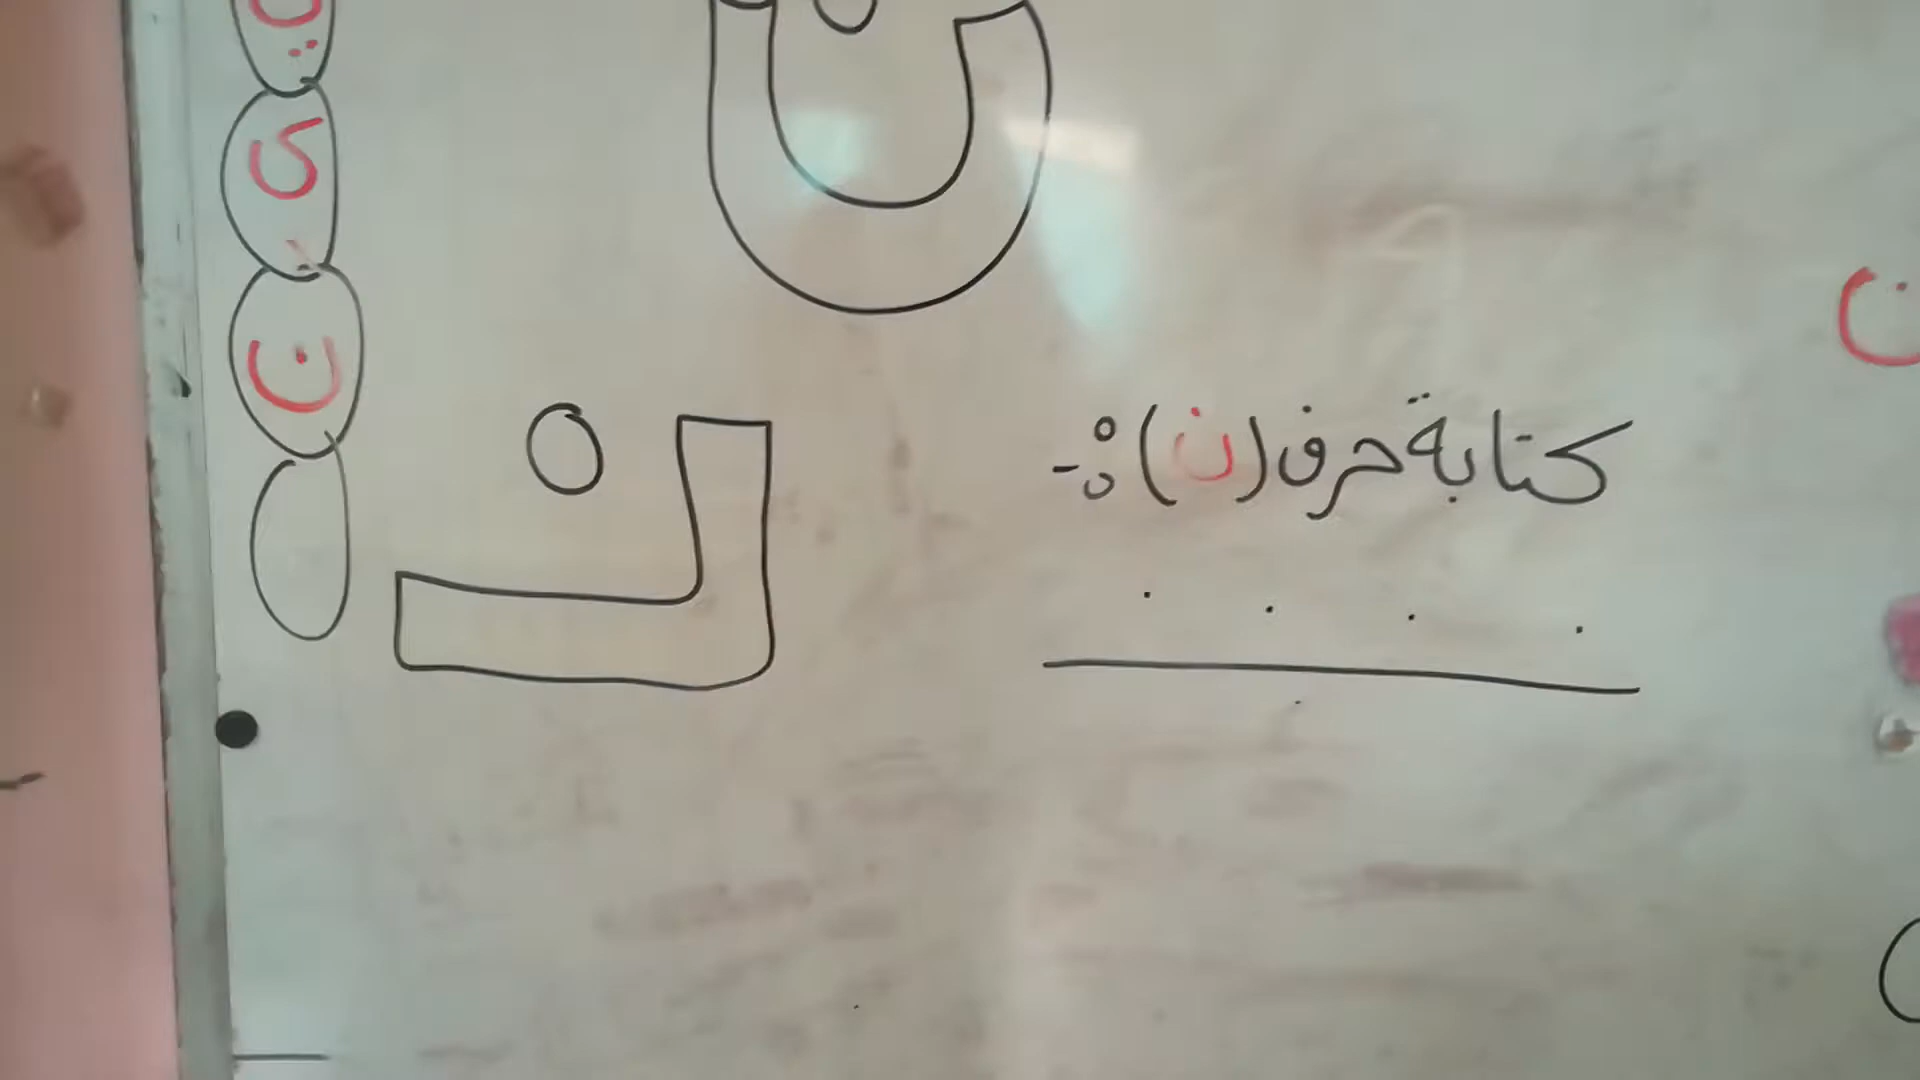 ن
كتابة حرف (ن) :-
ن
ي
ك
ن
ن